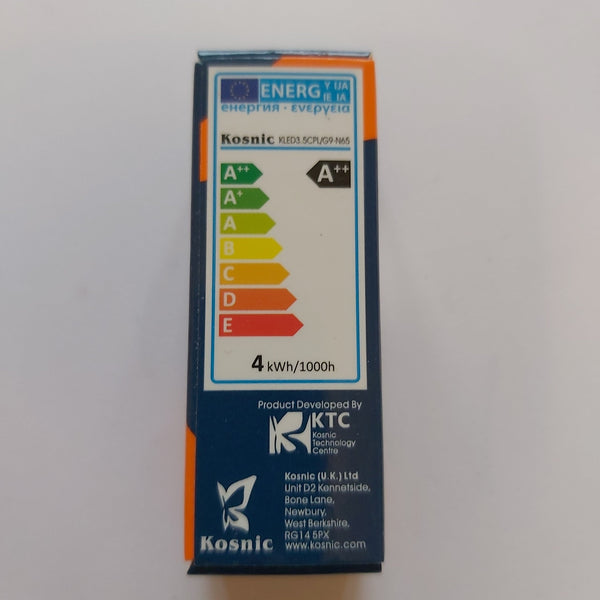 ENERG Y IJA
IE IA
енергия · ενεργεια
Kosnic KLED3.5CPL/G9-N65
A++ A++
A+
A
B
C
D
E
4 kWh/1000h
Product Developed By
KTC
Kosnic
Technology
Centre
Kosnic (U.K.) Ltd
Unit D2 Kennetside,
Bone Lane,
Newbury,
West Berkshire,
RG14 5PX
www.kosnic.com
Kosnic